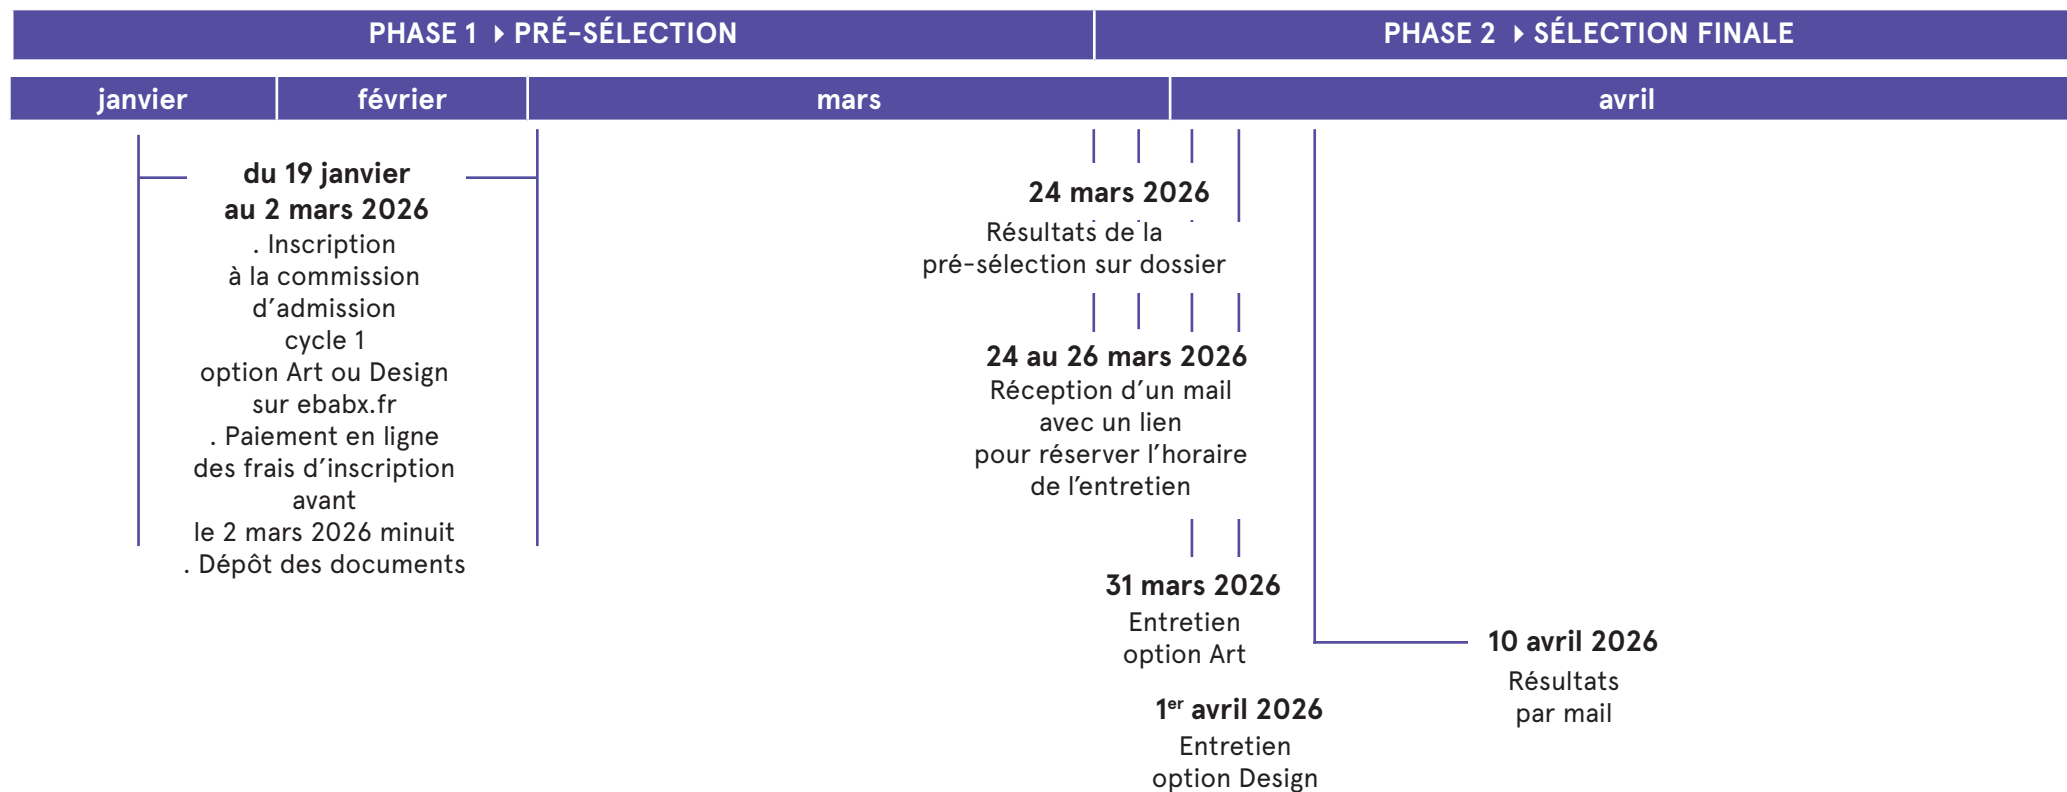 PHASE 1 ▸ PRÉ-SÉLECTION
PHASE 2 ▸ SÉLECTION FINALE
janvier
février
mars
avril
du 19 janvier
au 2 mars 2026
. Inscription
à la commission
d’admission
cycle 1
option Art ou Design
sur ebabx.fr
. Paiement en ligne
des frais d’inscription
avant
le 2 mars 2026 minuit
. Dépôt des documents
24 mars 2026
Résultats de la
pré-sélection sur dossier
24 au 26 mars 2026
Réception d’un mail
avec un lien
pour réserver l’horaire
de l’entretien
31 mars 2026
Entretien
option Art
1er avril 2026
Entretien
option Design
10 avril 2026
Résultats
par mail